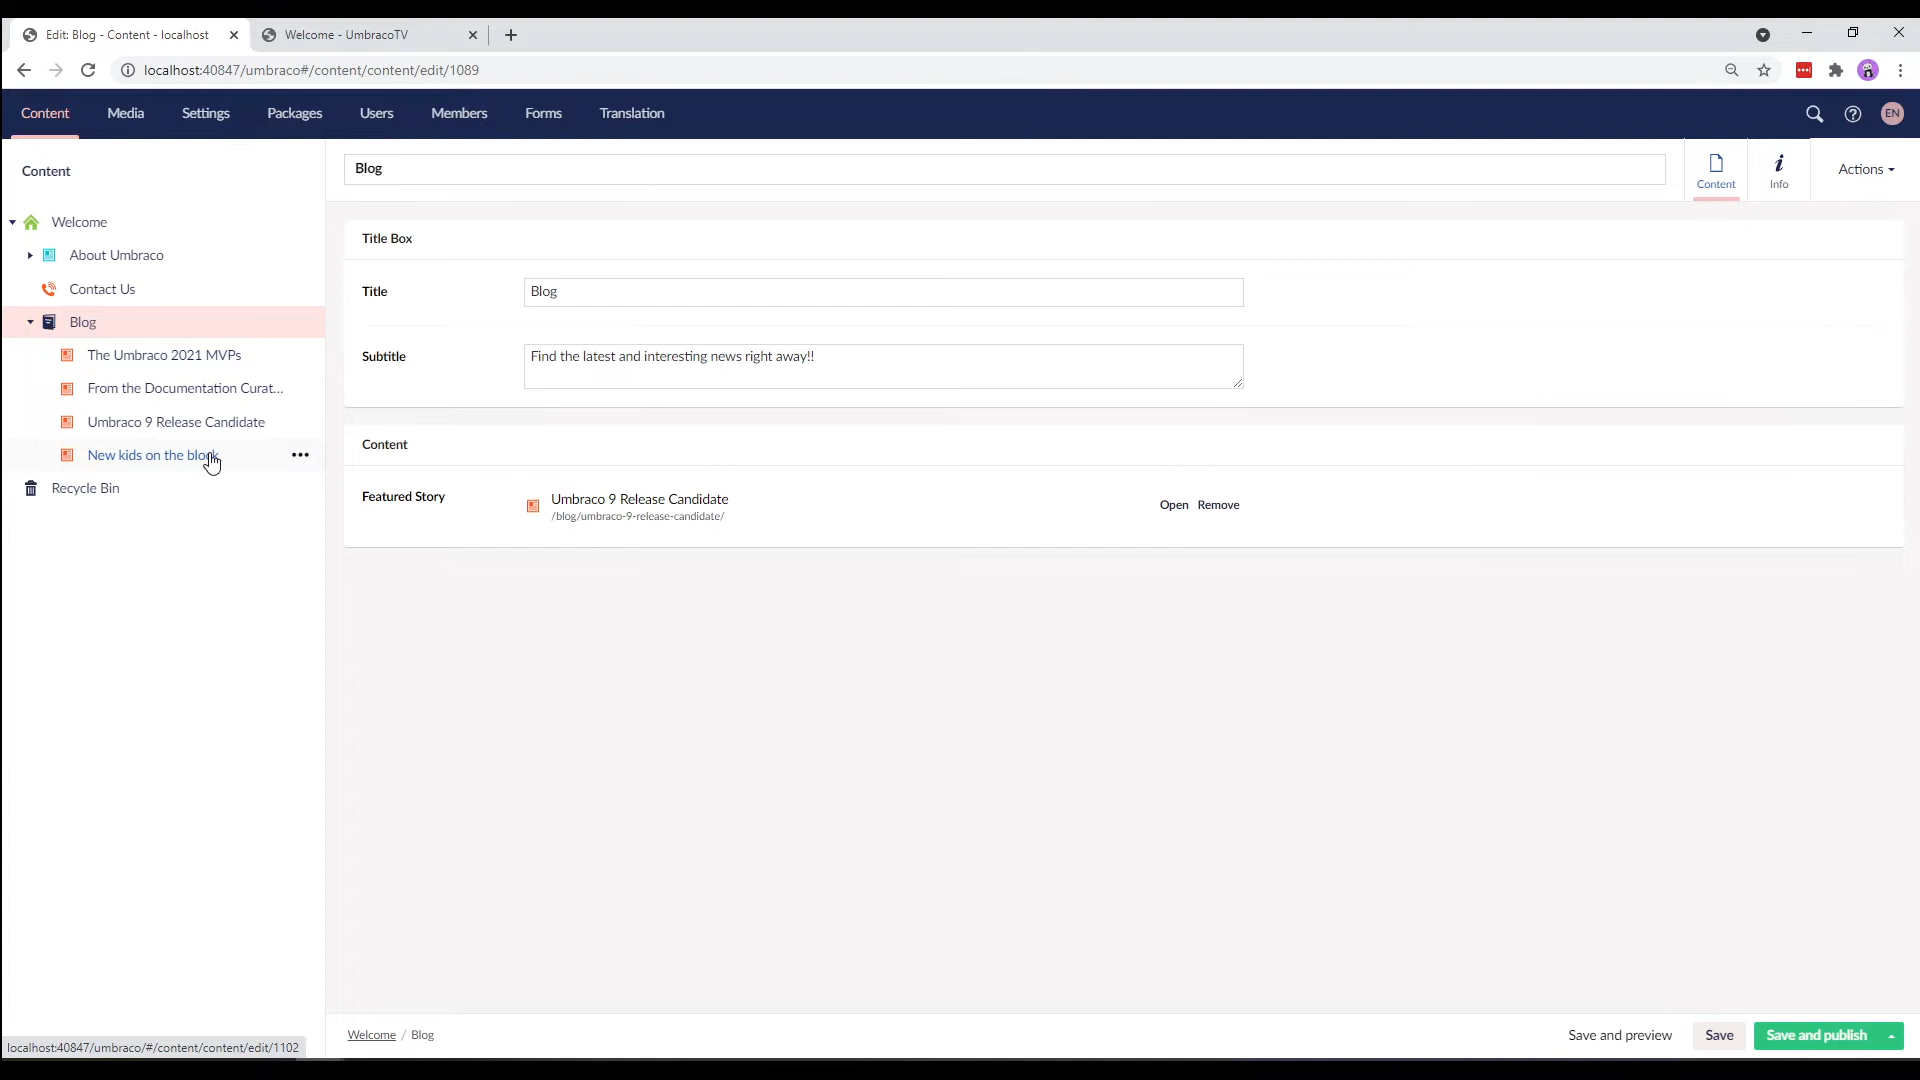 Edit: Blog - Content - localhost
Welcome - UmbracoTV
localhost:40847/umbraco#/content/content/edit/1089
Content
Media
Settings
Packages
Users
Members
Forms
Translation
EN
Content
Blog
Content
Info
Actions
Welcome
About Umbraco
Contact Us
Blog
The Umbraco 2021 MVPs
From the Documentation Curat...
Umbraco 9 Release Candidate
New kids on the block
Recycle Bin
Title Box
Title
Blog
Subtitle
Find the latest and interesting news right away!!
Content
Featured Story
Umbraco 9 Release Candidate
/blog/umbraco-9-release-candidate/
Open Remove
Welcome / Blog
Save and preview
Save
Save and publish
localhost:40847/umbraco/#/content/content/edit/1102